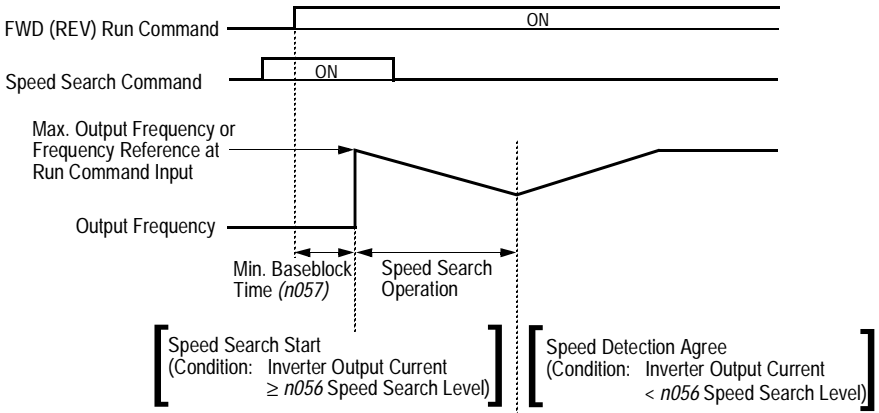 ON
FWD (REV) Run Command
ON
Speed Search Command
Max. Output Frequency or
Frequency Reference at
Run Command Input
Output Frequency
Min. Baseblock
Time (n057)
Speed Search
Operation
Speed Search Start
(Condition: Inverter Output Current
≥ n056 Speed Search Level)
Speed Detection Agree
(Condition: Inverter Output Current
< n056 Speed Search Level)